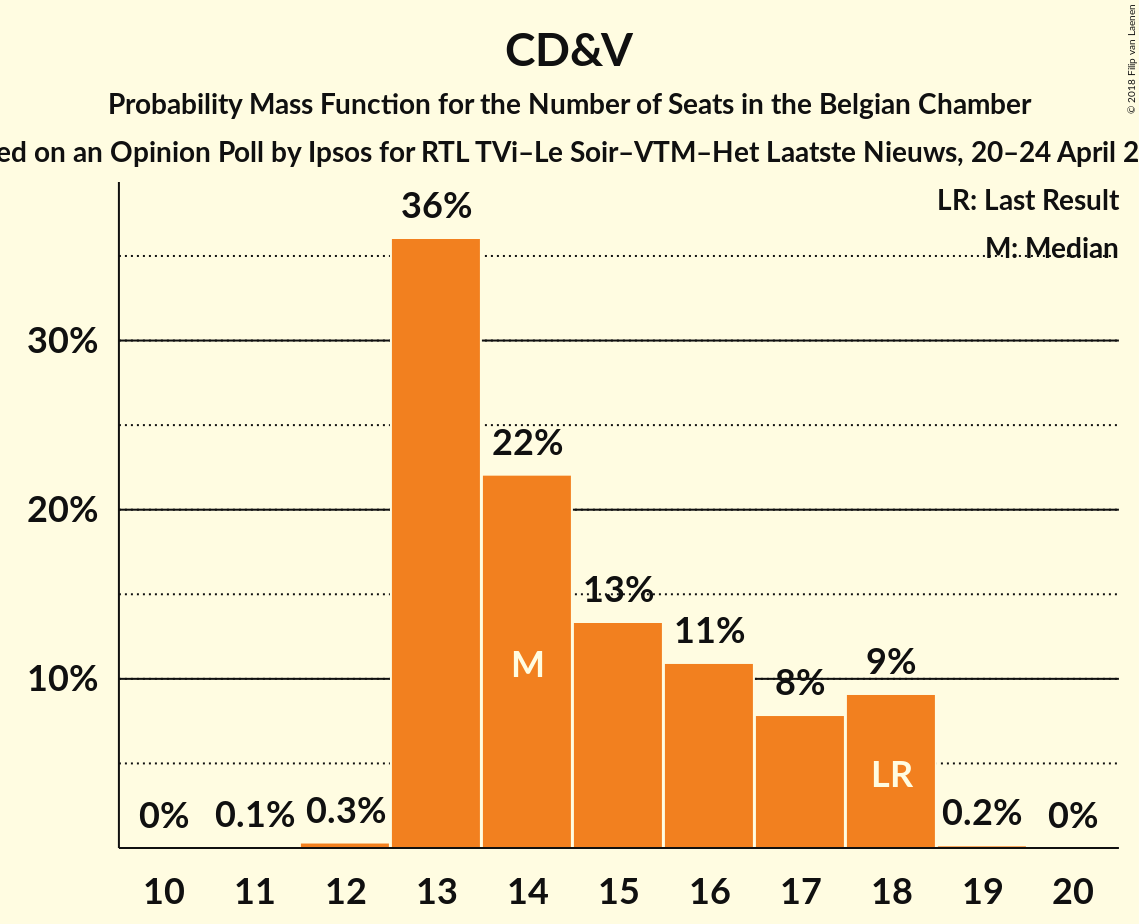 CD&V
Probability Mass Function for the Number of Seats in the Belgian Chamber
on an Opinion Poll by Ipsos for RTL TVi–Le Soir–VTM–Het Laatste Nieuws, 20–24 April
© 2018 Filip van Laenen
LR: Last Result
M: Median
30%
20%
10%
0%
0.1%
0.3%
36%
22%
13%
11%
8%
9%
0.2%
0%
M
LR
10 11 12 13 14 15 16 17 18 19 20